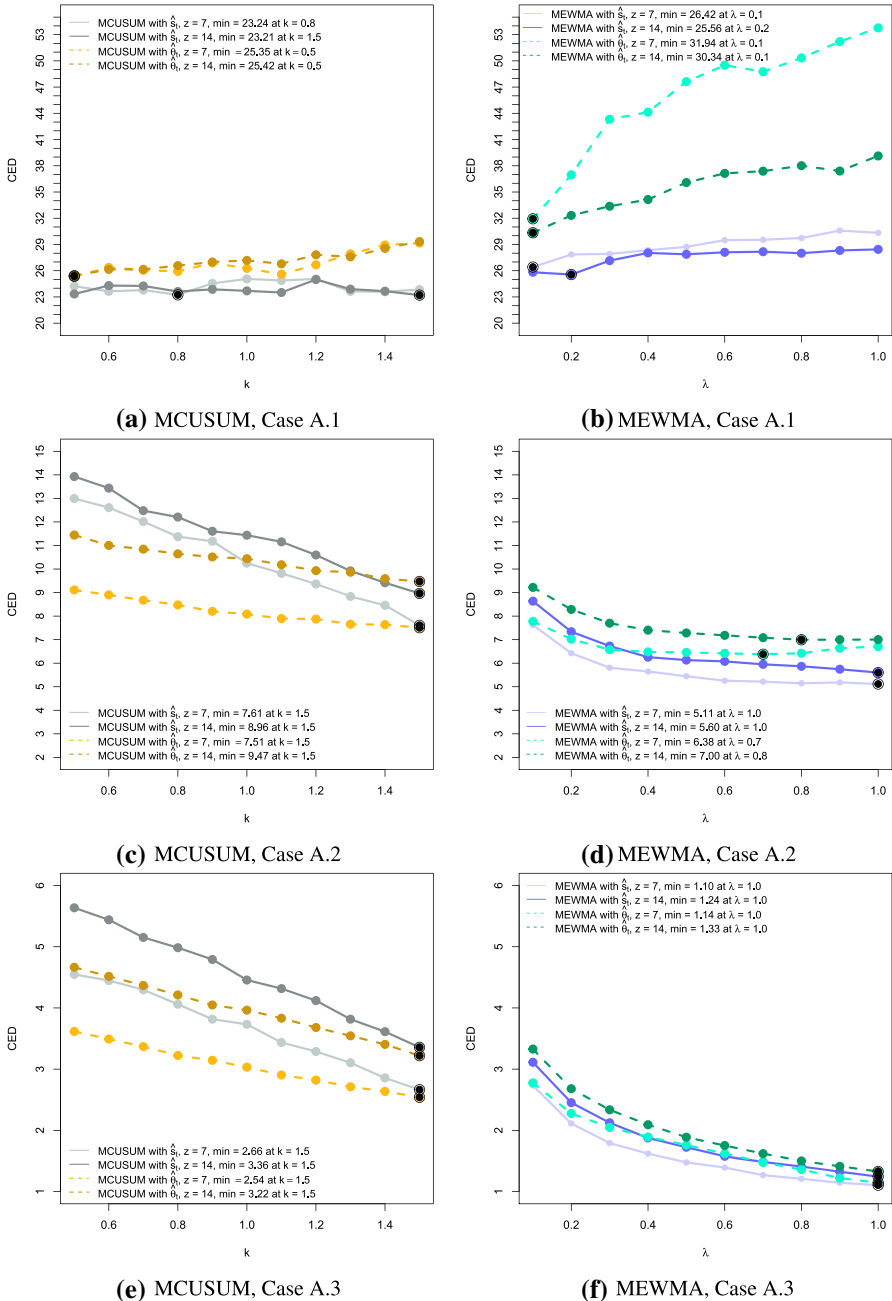 MCUSUM with ŝt, z = 7, min = 23.24 at k = 0.8
MCUSUM with ŝt, z = 14, min = 23.21 at k = 1.5
MCUSUM with θ̂t, z = 7, min = 25.35 at k = 0.5
MCUSUM with θ̂t, z = 14, min = 25.42 at k = 0.5
CED
53
50
47
44
41
38
35
32
29
26
23
20
0.6 0.8 1.0 1.2 1.4
k
(a) MCUSUM, Case A.1
MEWMA with ŝt, z = 7, min = 26.42 at λ = 0.1
MEWMA with ŝt, z = 14, min = 25.56 at λ = 0.2
MEWMA with θ̂t, z = 7, min = 31.94 at λ = 0.1
MEWMA with θ̂t, z = 14, min = 30.34 at λ = 0.1
CED
53
50
47
44
41
38
35
32
29
26
23
20
0.2 0.4 0.6 0.8 1.0
λ
(b) MEWMA, Case A.1
CED
15
14
13
12
11
10
9
8
7
6
5
4
3
2
MCUSUM with ŝt, z = 7, min = 7.61 at k = 1.5
MCUSUM with ŝt, z = 14, min = 8.96 at k = 1.5
MCUSUM with θ̂t, z = 7, min = 7.51 at k = 1.5
MCUSUM with θ̂t, z = 14, min = 9.47 at k = 1.5
0.6 0.8 1.0 1.2 1.4
k
(c) MCUSUM, Case A.2
CED
15
14
13
12
11
10
9
8
7
6
5
4
3
2
MEWMA with ŝt, z = 7, min = 5.11 at λ = 1.0
MEWMA with ŝt, z = 14, min = 5.60 at λ = 1.0
MEWMA with θ̂t, z = 7, min = 6.38 at λ = 0.7
MEWMA with θ̂t, z = 14, min = 7.00 at λ = 0.8
0.2 0.4 0.6 0.8 1.0
λ
(d) MEWMA, Case A.2
CED
6
5
4
3
2
1
MCUSUM with ŝt, z = 7, min = 2.66 at k = 1.5
MCUSUM with ŝt, z = 14, min = 3.36 at k = 1.5
MCUSUM with θ̂t, z = 7, min = 2.54 at k = 1.5
MCUSUM with θ̂t, z = 14, min = 3.22 at k = 1.5
0.6 0.8 1.0 1.2 1.4
k
(e) MCUSUM, Case A.3
MEWMA with ŝt, z = 7, min = 1.10 at λ = 1.0
MEWMA with ŝt, z = 14, min = 1.24 at λ = 1.0
MEWMA with θ̂t, z = 7, min = 1.14 at λ = 1.0
MEWMA with θ̂t, z = 14, min = 1.33 at λ = 1.0
CED
6
5
4
3
2
1
0.2 0.4 0.6 0.8 1.0
λ
(f) MEWMA, Case A.3